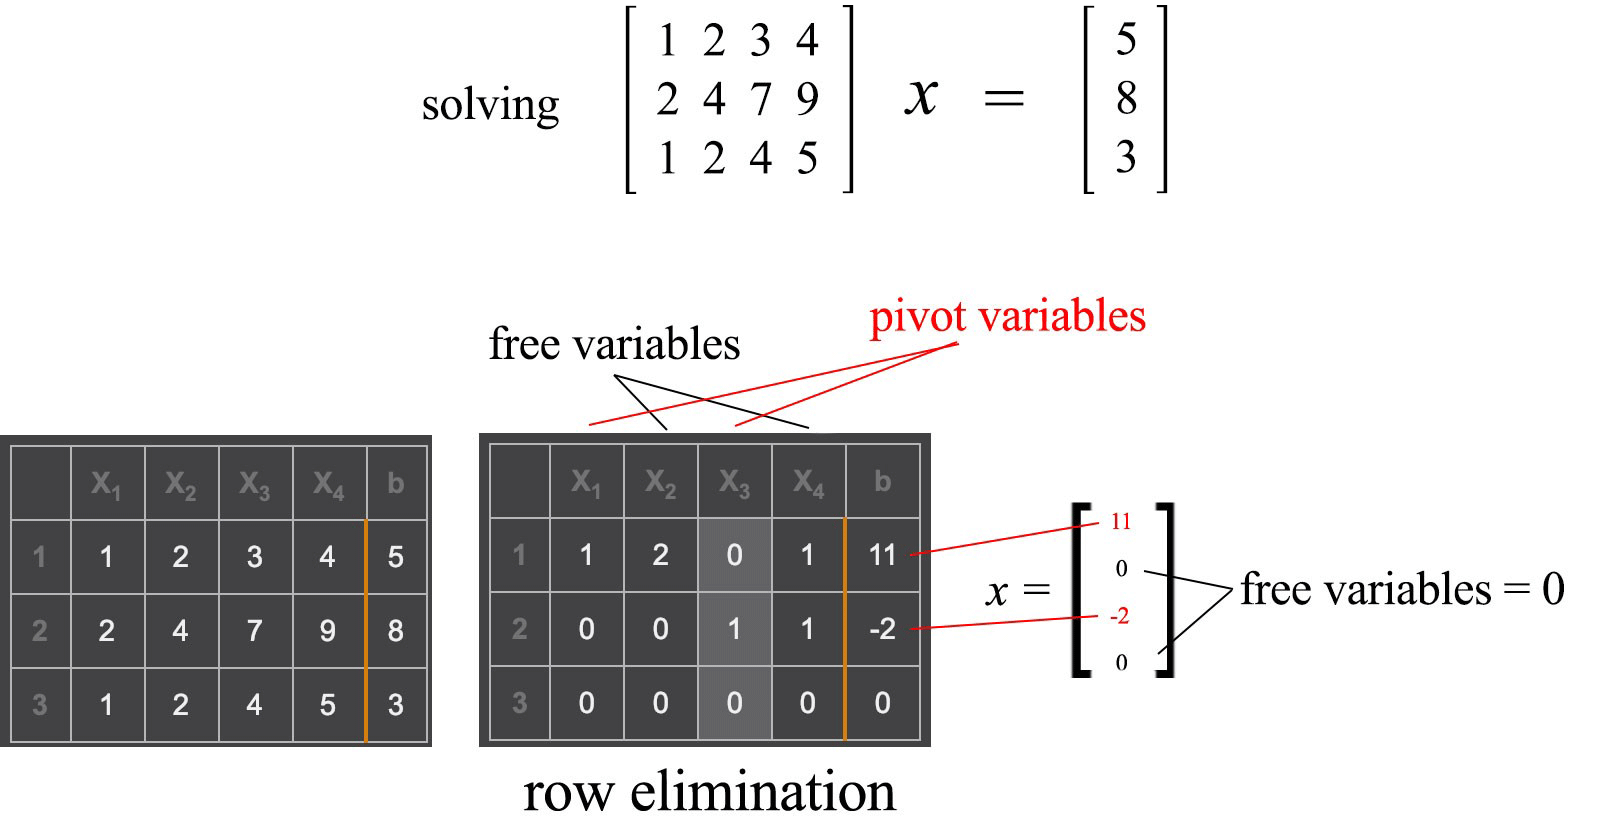 solving
1 2 3 4
2 4 7 9
1 2 4 5
x =
5
8
3
free variables
pivot variables
X1 X2 X3 X4 b
1 1 2 3 4 5
2 2 4 7 9 8
3 1 2 4 5 3
X1 X2 X3 X4 b
1 1 2 0 1 11
2 0 0 1 1 -2
3 0 0 0 0 0
row elimination
x =
11
0
-2
0
free variables = 0